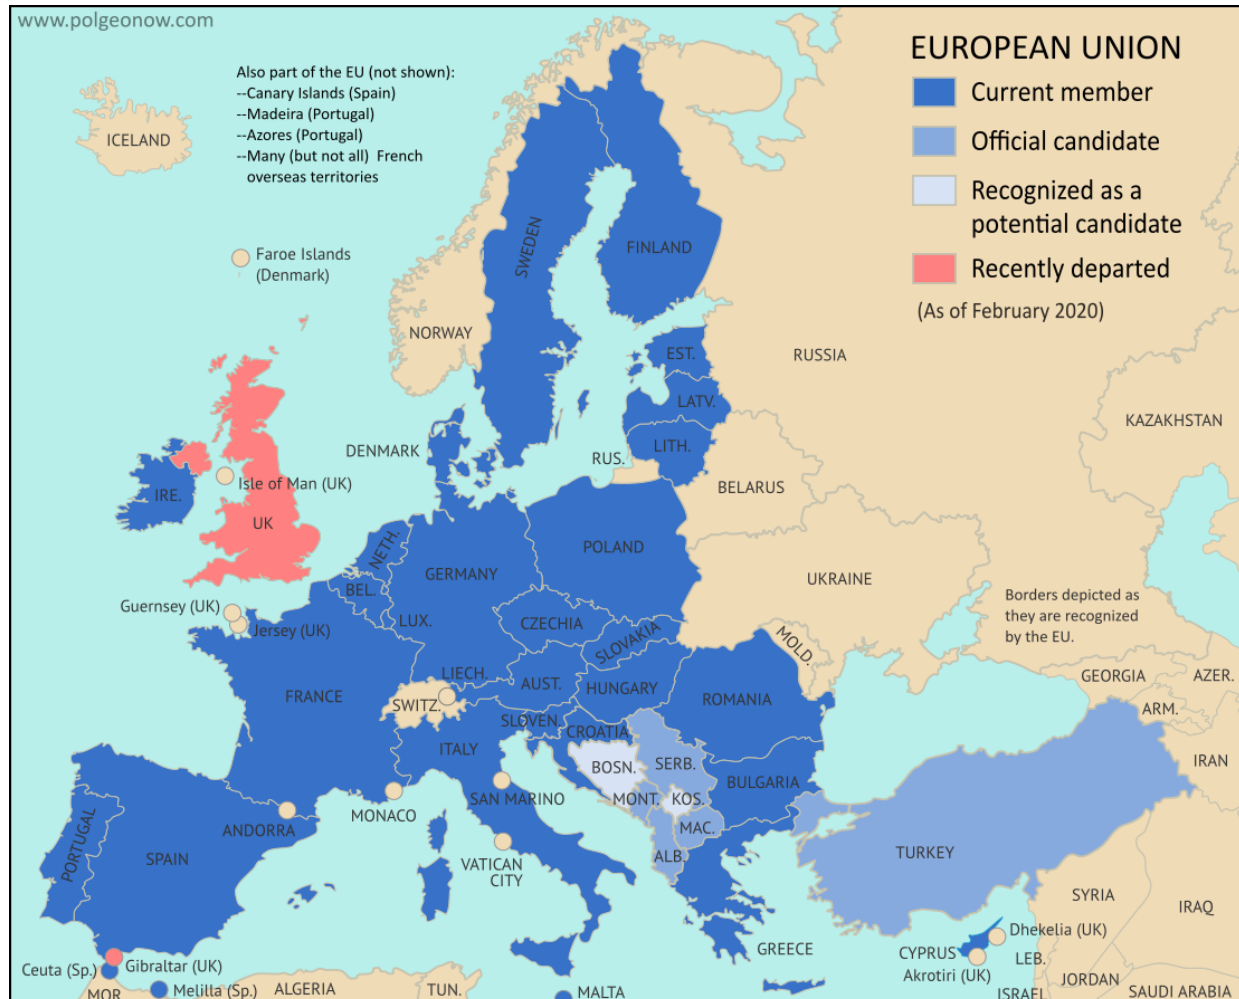 www.polgeonow.com
EUROPEAN UNION
Current member
Official candidate
Recognized as a
potential candidate
Recently departed
(As of February 2020)
Also part of the EU (not shown):
--Canary Islands (Spain)
--Madeira (Portugal)
--Azores (Portugal)
--Many (but not all) French
overseas territories
ICELAND
Faroe Islands
(Denmark)
SWEDEN
FINLAND
NORWAY
RUSSIA
EST.
LATV.
LITH.
KAZAKHSTAN
DENMARK
RUS.
BELARUS
IRE.
Isle of Man (UK)
UK
NETH.
POLAND
GERMANY
BEL.
UKRAINE
Guernsey (UK)
Jersey (UK)
LUX.
CZECHIA
SLOVAKIA
MOLD.
Borders depicted as
they are recognized
by the EU.
LIECH.
AUST.
HUNGARY
FRANCE
SWITZ.
ROMANIA
GEORGIA
AZER.
ARM.
SLOVEN.
CROATIA
ITALY
BOSN.
SERB.
IRAN
BULGARIA
SAN MARINO
MONT.
KOS.
MONACO
ANDORRA
MAC.
PORTUGAL
SPAIN
VATICAN
CITY
ALB.
TURKEY
SYRIA
IRAQ
GREECE
CYPRUS
Dhekelia (UK)
Akrotiri (UK)
LEB.
Ceuta (Sp.)
Gibraltar (UK)
JORDAN
MOR.
Melilla (Sp.)
ALGERIA
TUN.
MALTA
ISRAEL
SAUDI ARABIA